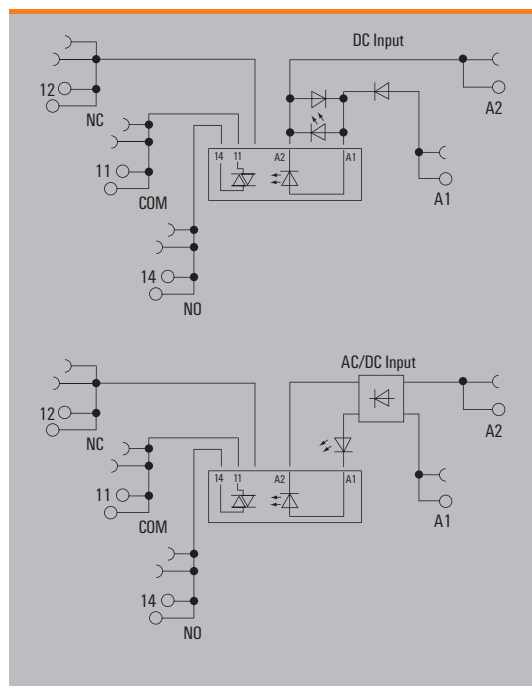 DC Input
12
NC
A2
11
COM
14 11 A2 A1
A1
14
NO
AC/DC Input
12
NC
A2
11
COM
14 11 A2 A1
A1
14
NO